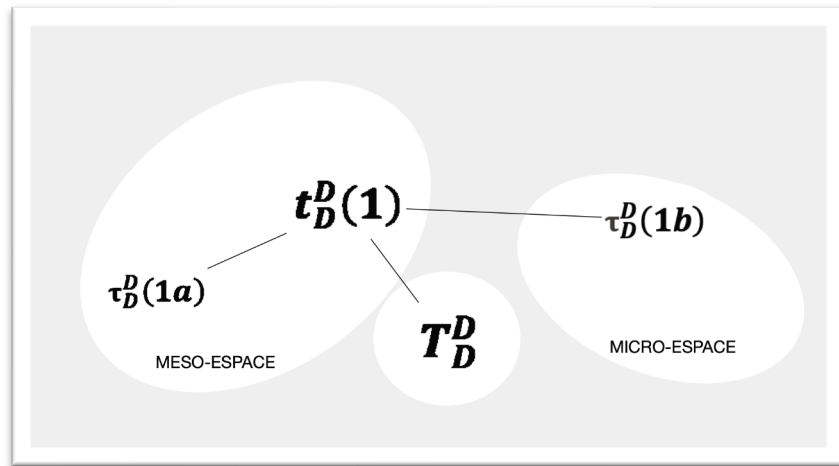 t_D^D(1)
τ_D^D(1b)
τ_D^D(1a)
T_D^D
MESO-ESPACE
MICRO-ESPACE